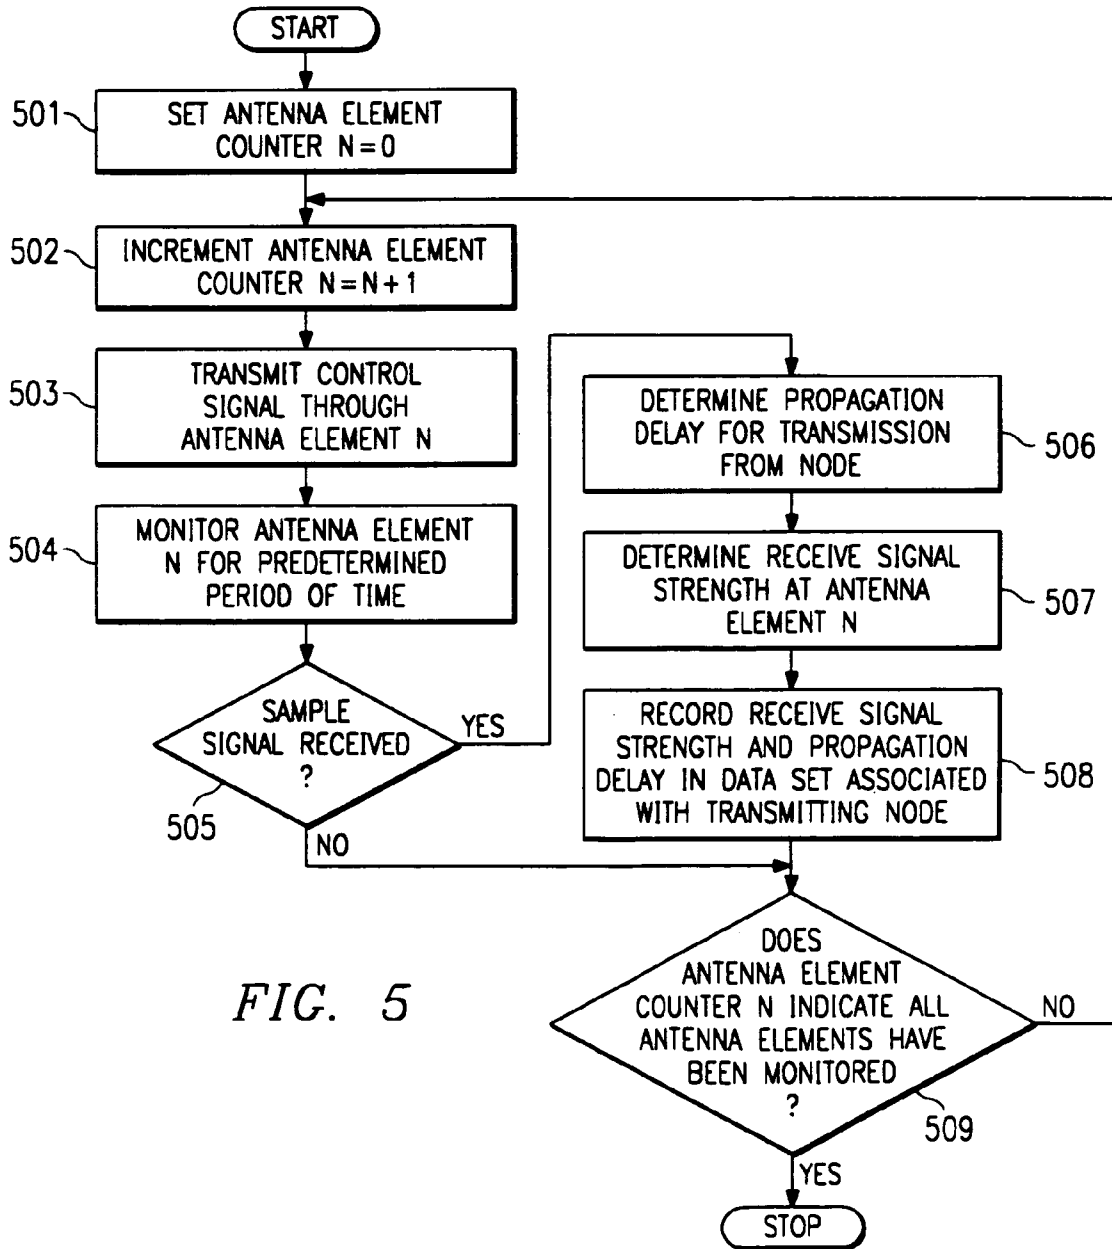 START
501
SET ANTENNA ELEMENT
COUNTER N=0
502
INCREMENT ANTENNA ELEMENT
COUNTER N=N+1
503
TRANSMIT CONTROL
SIGNAL THROUGH
ANTENNA ELEMENT N
504
MONITOR ANTENNA ELEMENT
N FOR PREDETERMINED
PERIOD OF TIME
SAMPLE
SIGNAL RECEIVED
?
505
YES
NO
DETERMINE PROPAGATION
DELAY FOR TRANSMISSION
FROM NODE
506
DETERMINE RECEIVE SIGNAL
STRENGTH AT ANTENNA
ELEMENT N
507
RECORD RECEIVE SIGNAL
STRENGTH AND PROPAGATION
DELAY IN DATA SET ASSOCIATED
WITH TRANSMITTING NODE
508
DOES
ANTENNA ELEMENT
COUNTER N INDICATE ALL
ANTENNA ELEMENTS HAVE
BEEN MONITORED
?
509
NO
YES
STOP
FIG. 5